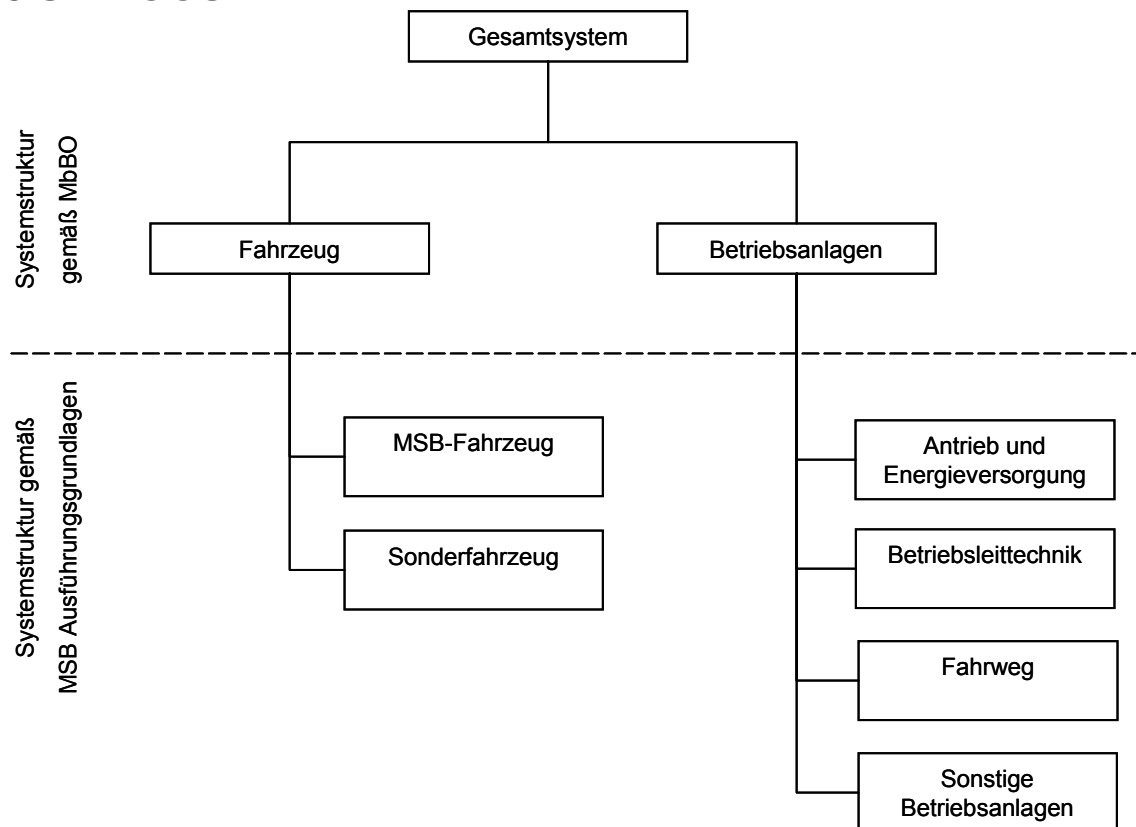 Gesamtsystem
Systemstruktur
gemäß MbBO
Fahrzeug
Betriebsanlagen
Systemstruktur gemäß
MSB Ausführungsgrundlagen
MSB-Fahrzeug
Sonderfahrzeug
Antrieb und
Energieversorgung
Betriebsleittechnik
Fahrweg
Sonstige
Betriebsanlagen